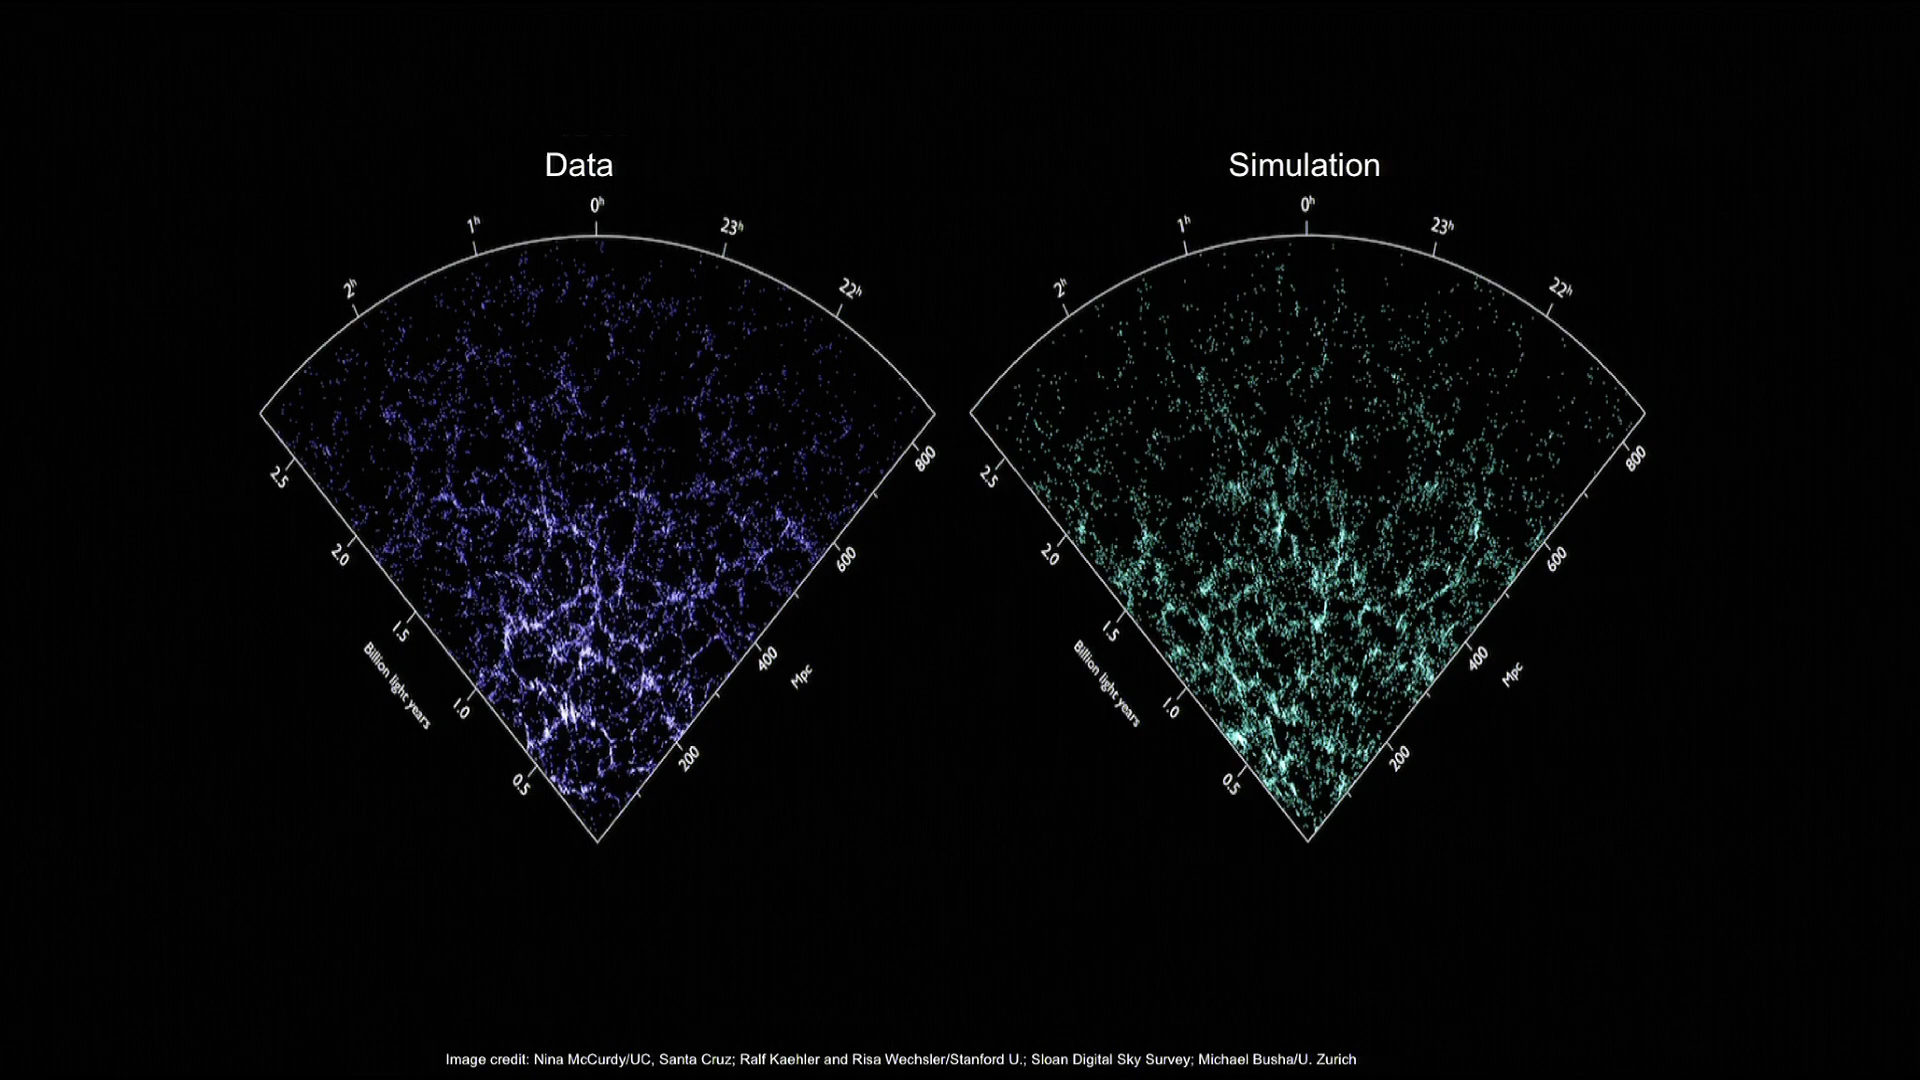 Data
Simulation
0h
1h
23h
2h
22h
2.5
2.0
1.5
1.0
0.5
Billion light years
800
600
400
200
Mpc
0h
1h
23h
2h
22h
2.5
2.0
1.5
1.0
0.5
Billion light years
800
600
400
200
Mpc
Image credit: Nina McCurdy/UC, Santa Cruz; Ralf Kaehler and Risa Wechsler/Stanford U.; Sloan Digital Sky Survey; Michael Busha/U. Zurich